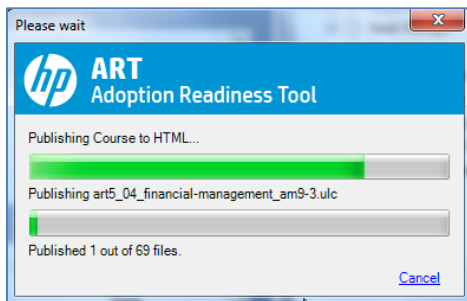 Please wait
hp
ART
Adoption Readiness Tool
Publishing Course to HTML...
Publishing art5_04_financial-management_am9-3.ulc
Published 1 out of 69 files.
Cancel